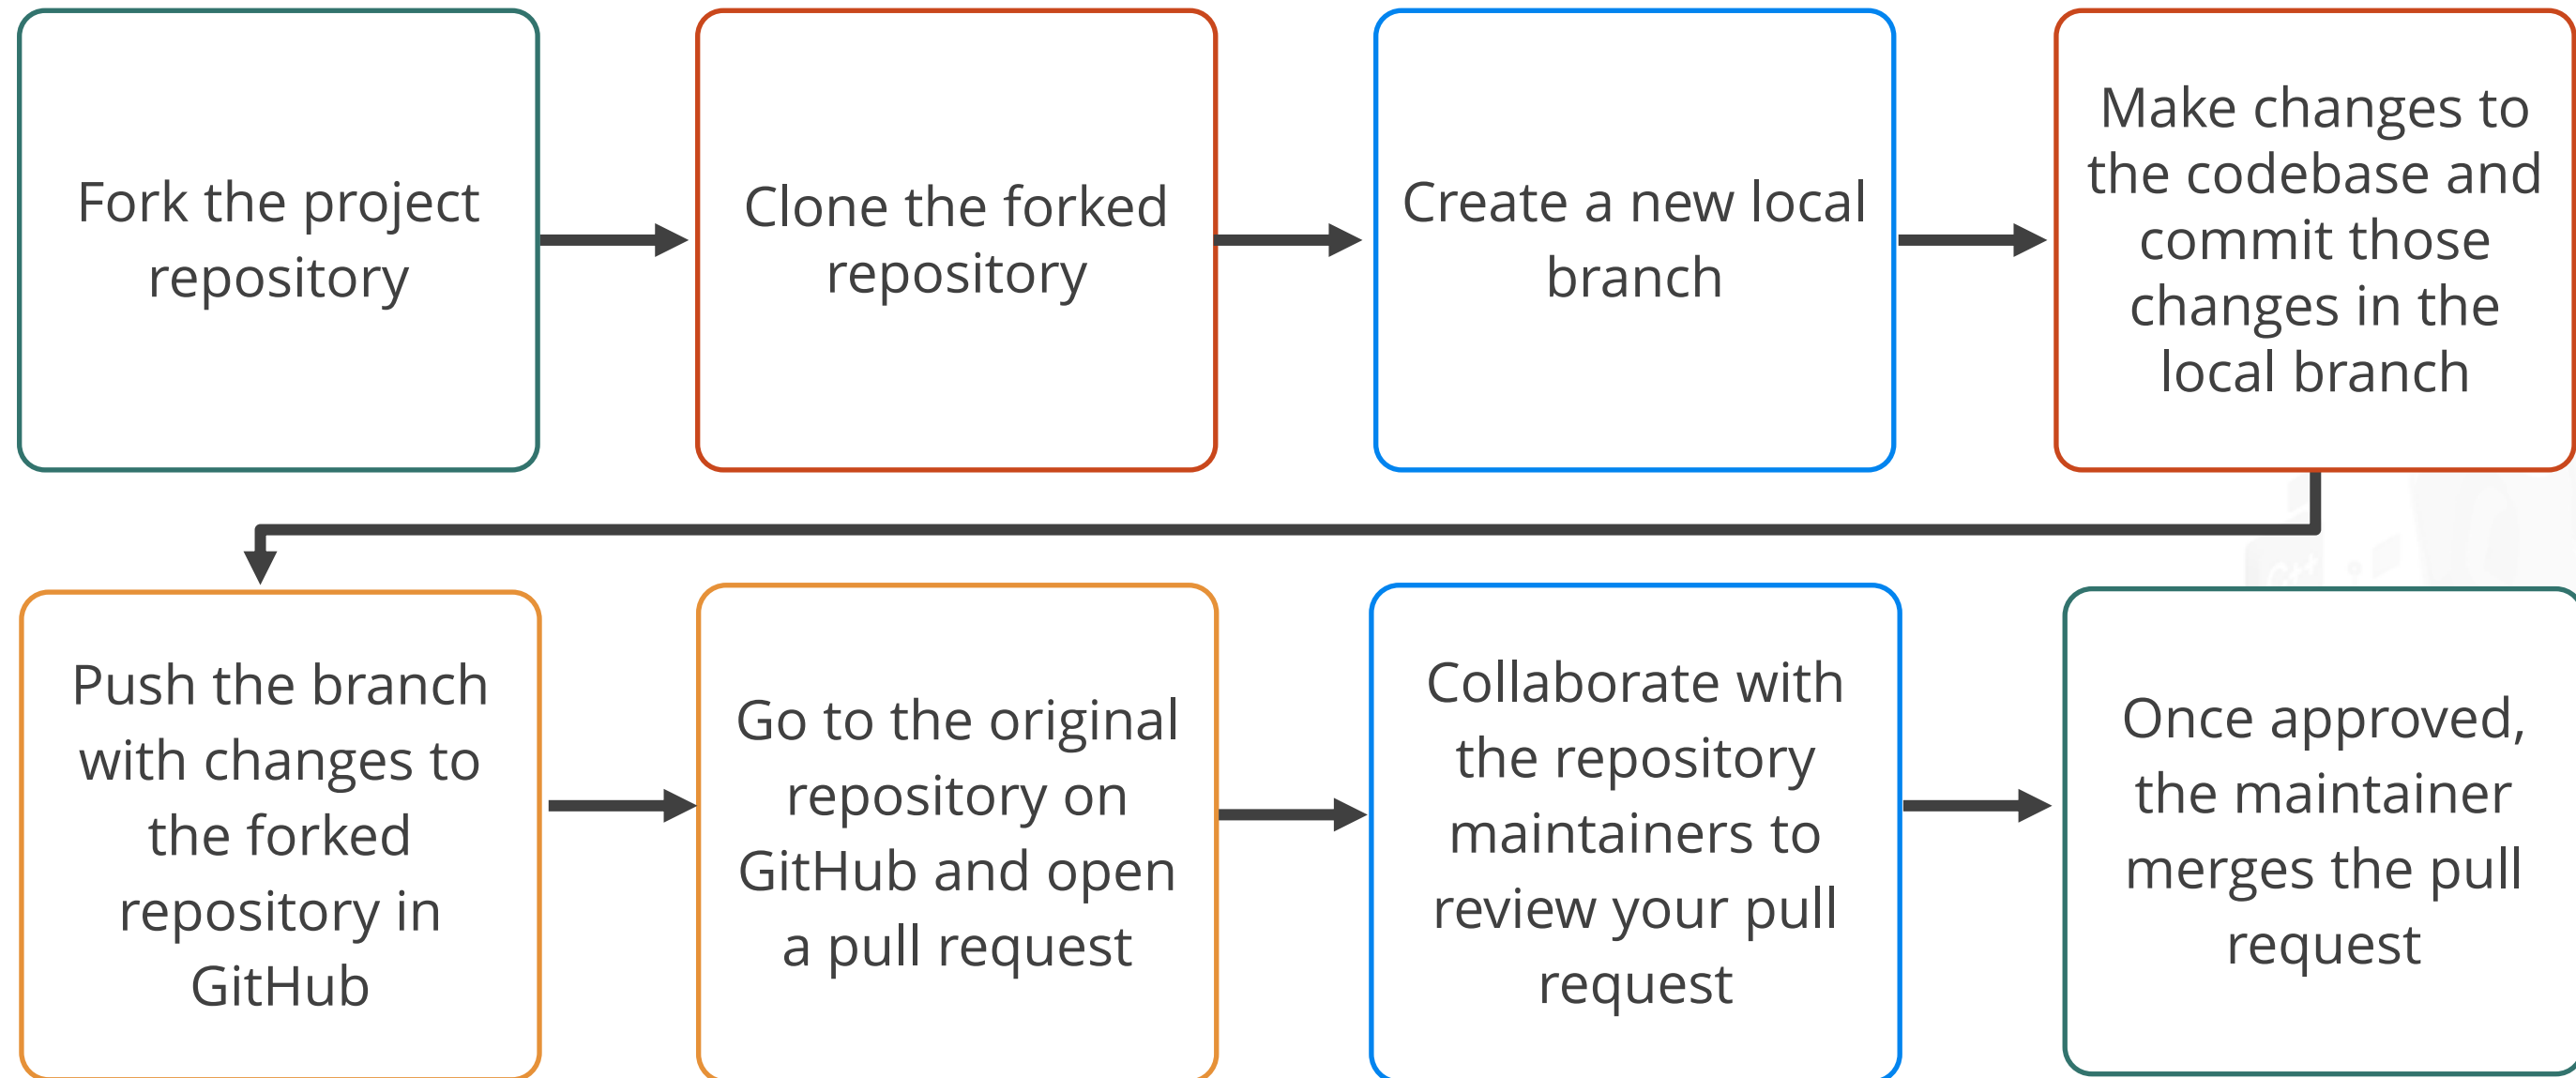 Fork the project
repository
Clone the forked
repository
Create a new local
branch
Make changes to
the codebase and
commit those
changes in the
local branch
Push the branch
with changes to
the forked
repository in
GitHub
Go to the original
repository on
GitHub and open
a pull request
Collaborate with
the repository
maintainers to
review your pull
request
Once approved,
the maintainer
merges the pull
request
C++